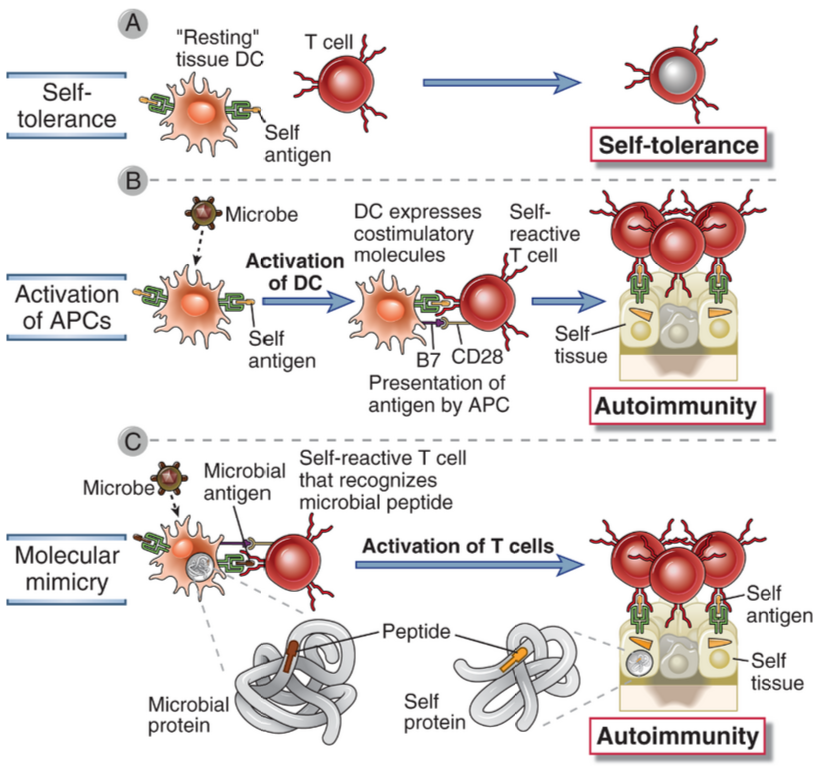 A
"Resting"
tissue DC
T cell
Self-
tolerance
Self
antigen
Self-tolerance
B
Microbe
DC expresses
costimulatory
molecules
Self-
reactive
T cell
Activation
of DC
Activation
of APCs
Self
antigen
B7
CD28
Self
tissue
Presentation of
antigen by APC
Autoimmunity
C
Microbe
Microbial
antigen
Self-reactive T cell
that recognizes
microbial peptide
Molecular
mimicry
Activation of T cells
Self
antigen
Peptide
Self
tissue
Microbial
protein
Self
protein
Autoimmunity